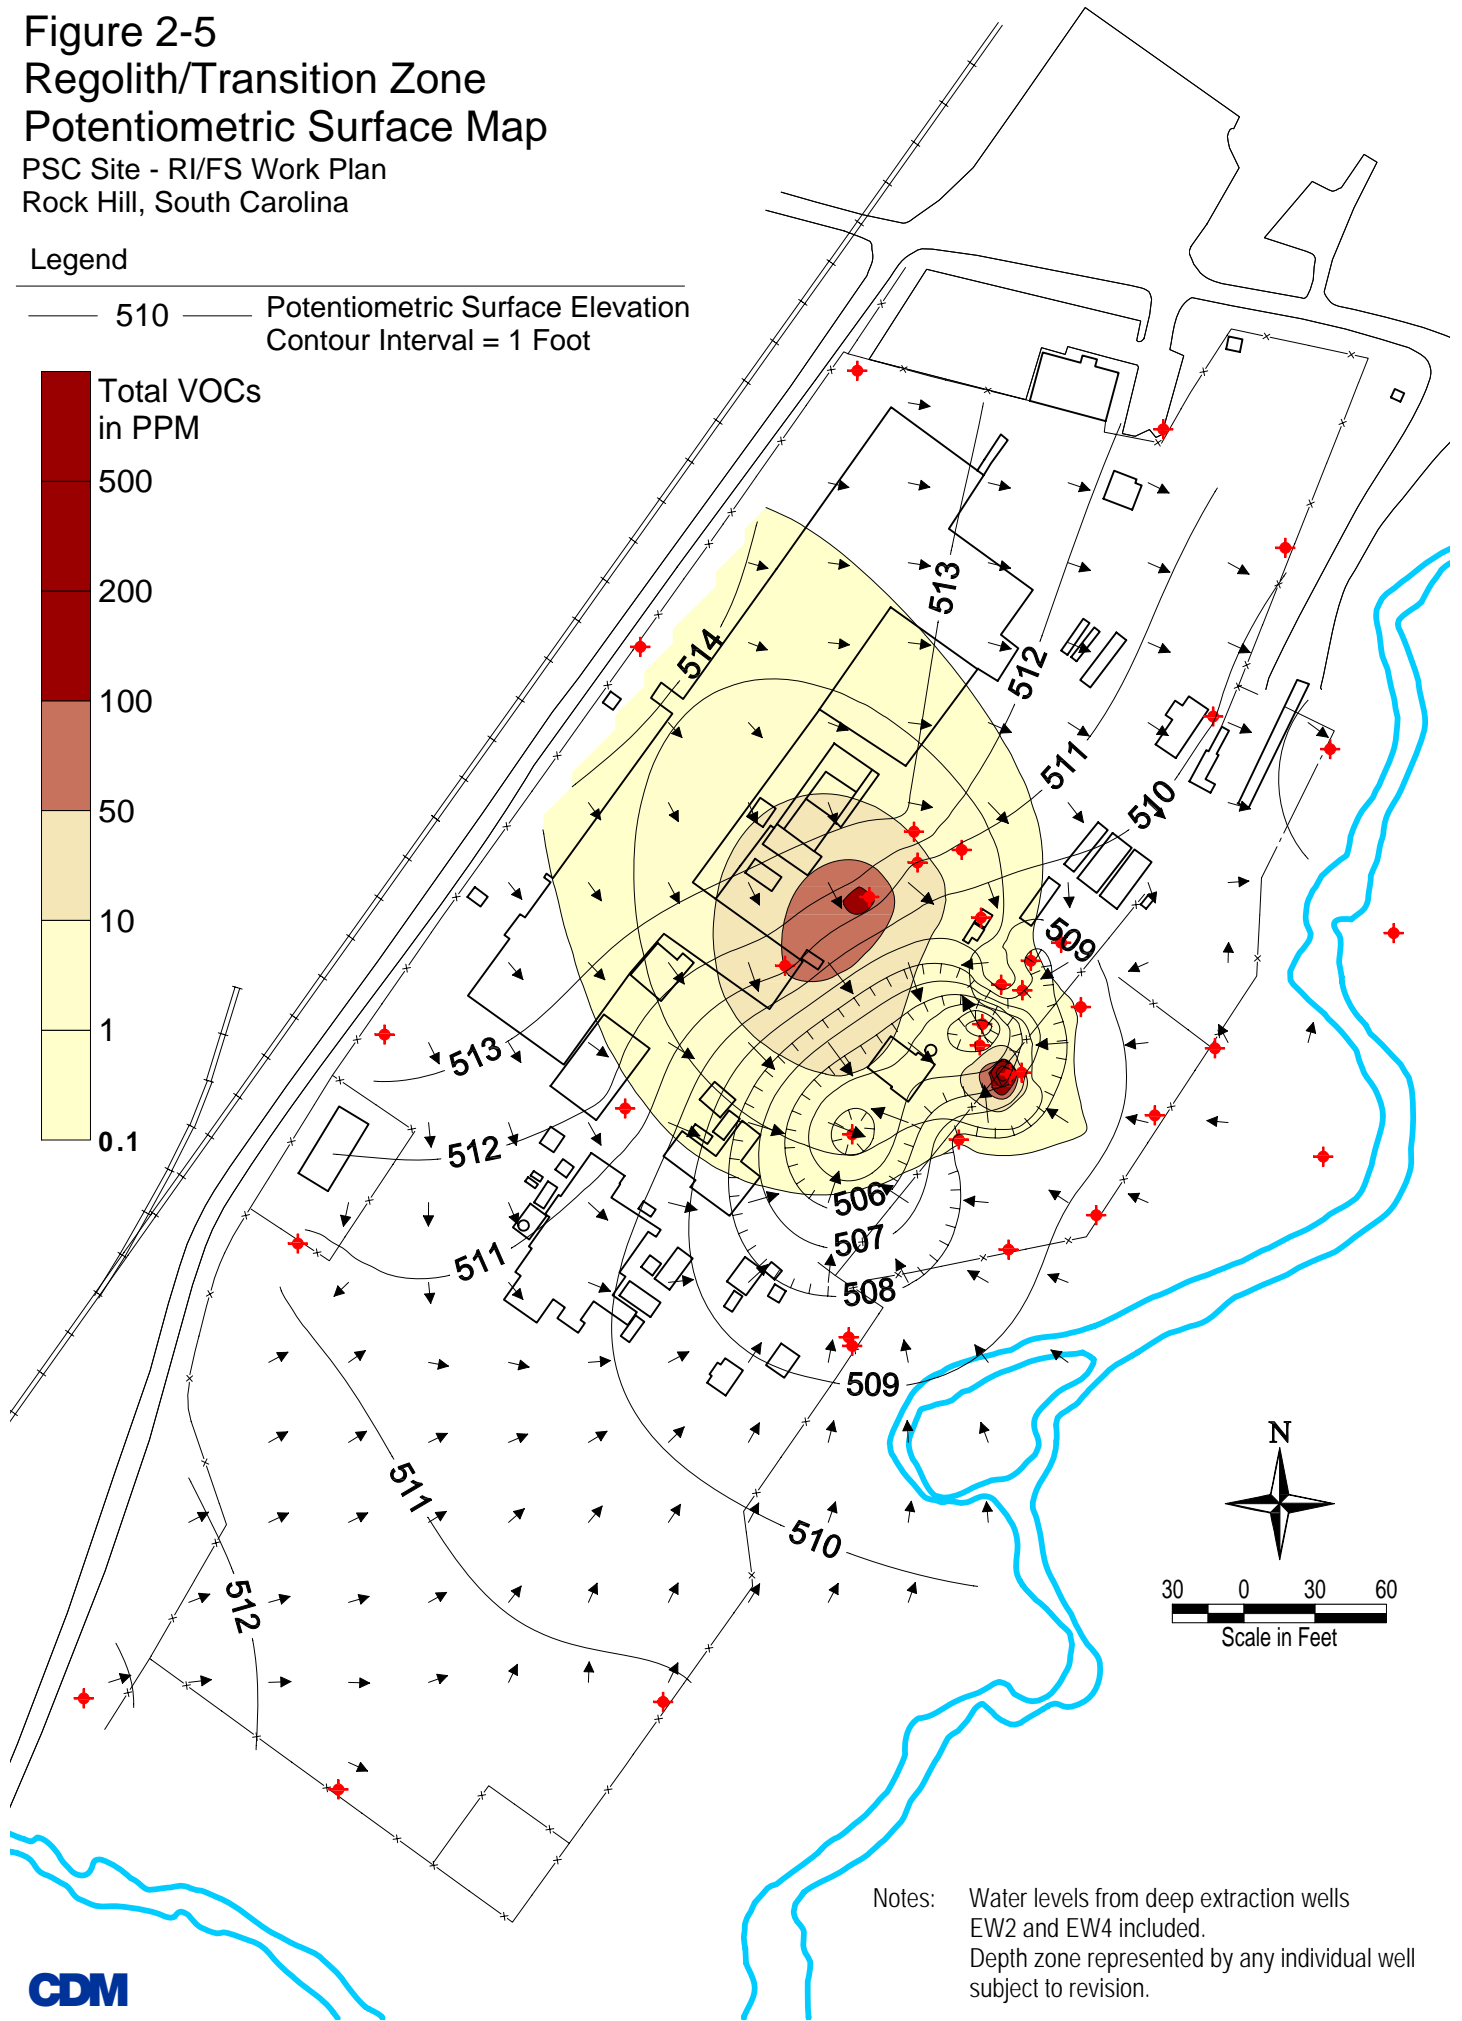 Figure 2-5
Regolith/Transition Zone
Potentiometric Surface Map
PSC Site - RI/FS Work Plan
Rock Hill, South Carolina
Legend
510
Potentiometric Surface Elevation
Contour Interval = 1 Foot
Total VOCs
in PPM
500
200
100
50
10
1
0.1
513
514
512
511
510
509
513
512
511
506
507
508
509
511
510
512
N
30 0 30 60
Scale in Feet
Notes: Water levels from deep extraction wells
EW2 and EW4 included.
Depth zone represented by any individual well
subject to revision.
CDM